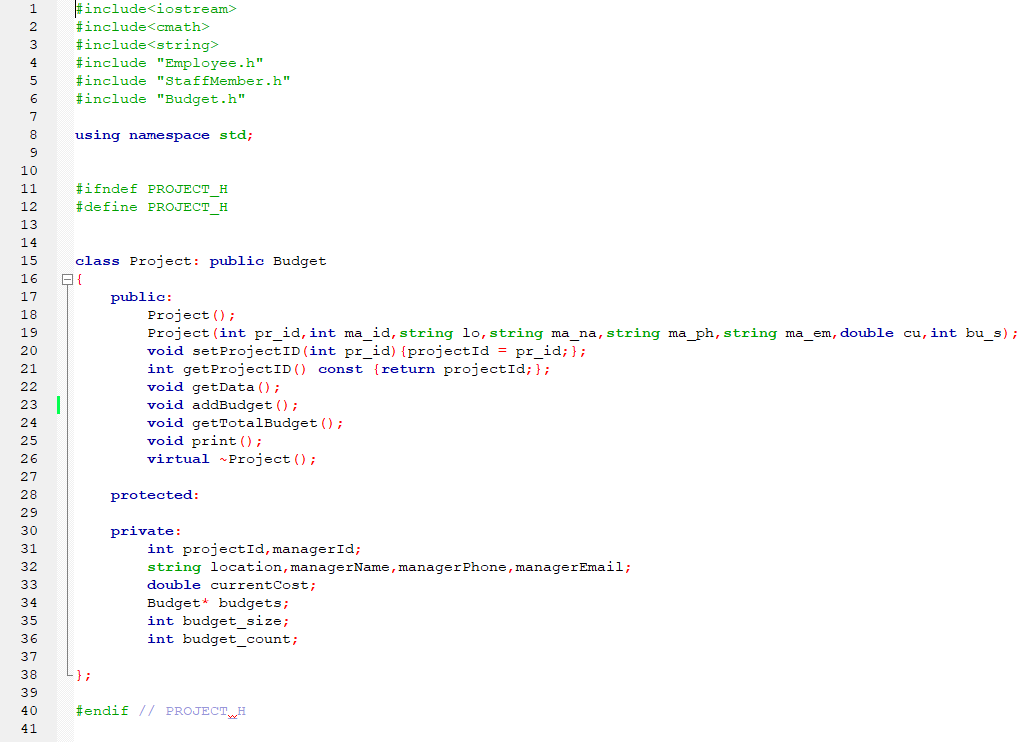 1 #include<iostream>
2 #include<cmath>
3 #include<string>
4 #include "Employee.h"
5 #include "StaffMember.h"
6 #include "Budget.h"
7
8 using namespace std;
9
10
11 #ifndef PROJECT_H
12 #define PROJECT_H
13
14
15 class Project: public Budget
16 {
17     public:
18         Project();
19         Project(int pr_id,int ma_id,string lo,string ma_na,string ma_ph,string ma_em,double cu,int bu_s);
20         void setProjectID(int pr_id){projectId = pr_id;};
21         int getProjectID() const {return projectId;};
22         void getData();
23         void addBudget();
24         void getTotalBudget();
25         void print();
26         virtual ~Project();
27
28     protected:
29
30     private:
31         int projectId,managerId;
32         string location,managerName,managerPhone,managerEmail;
33         double currentCost;
34         Budget* budgets;
35         int budget_size;
36         int budget_count;
37
38 };
39
40 #endif // PROJECT_H
41